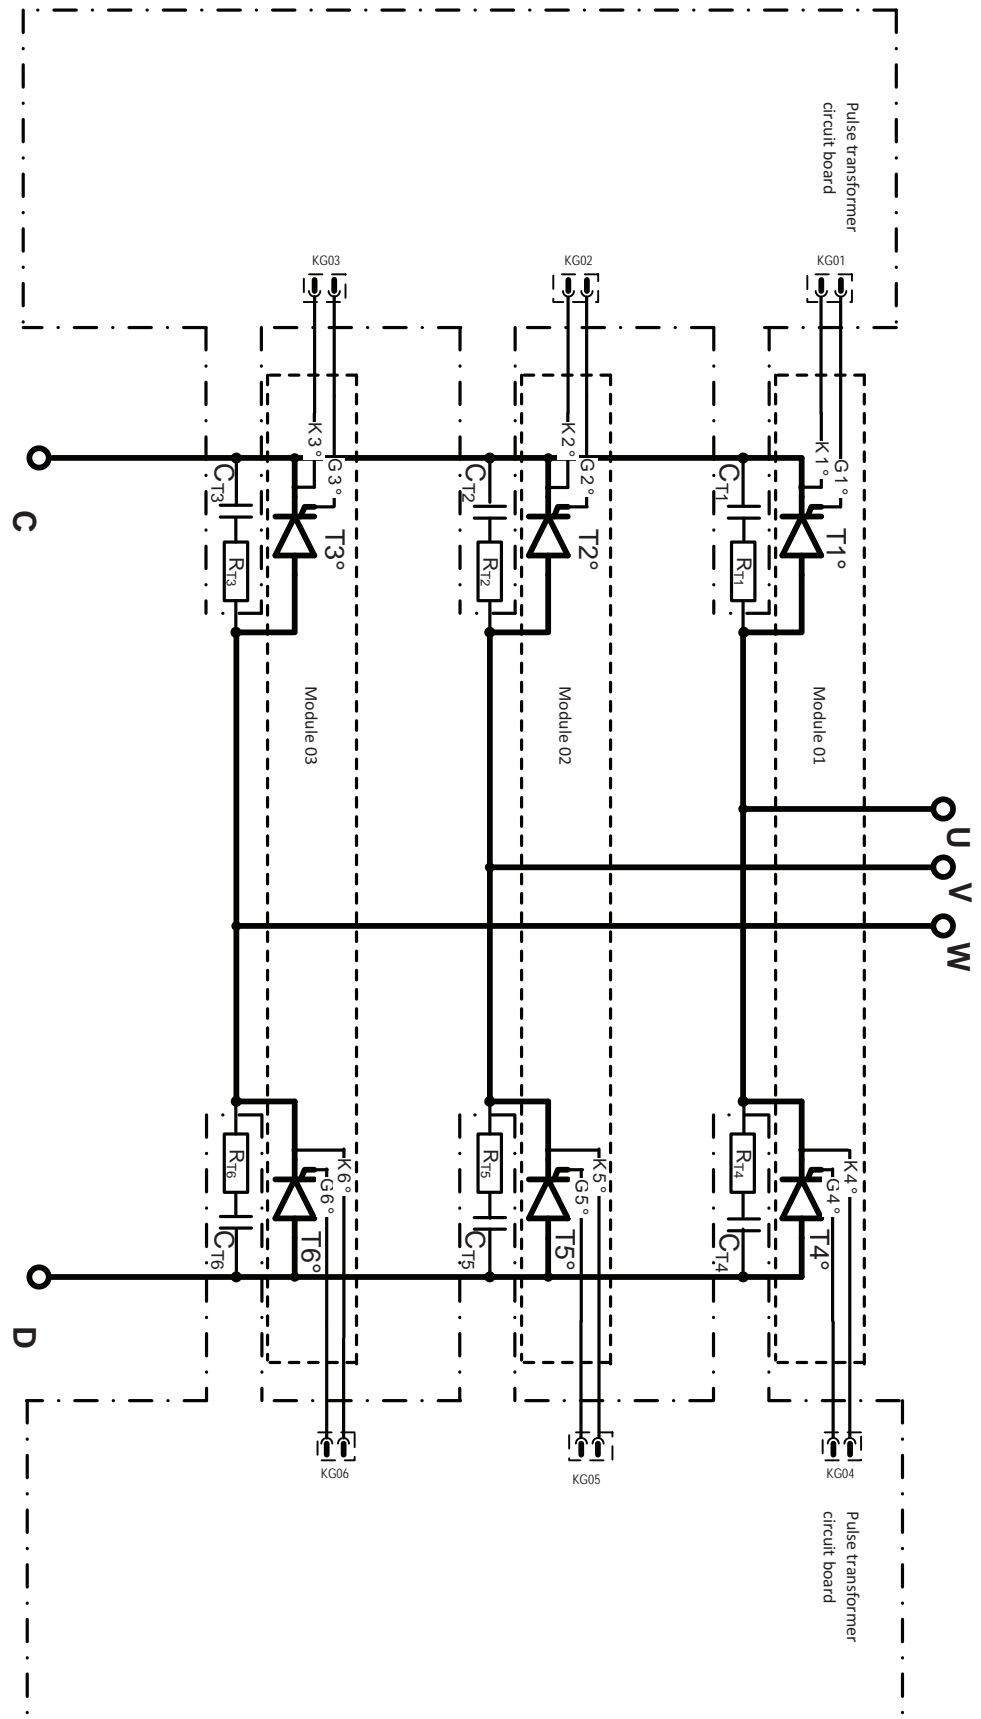 Pulse transformer
circuit board
KG03
KG02
KG01
K3°
G3°
K2°
G2°
K1°
G1°
CT3
RT3
T3°
CT2
RT2
T2°
CT1
RT1
T1°
C
Module 03
Module 02
Module 01
U
V
W
RT6
K6°
G6°
CT6
T6°
RT5
K5°
G5°
CT5
T5°
RT4
K4°
G4°
CT4
T4°
D
KG06
KG05
KG04
Pulse transformer
circuit board